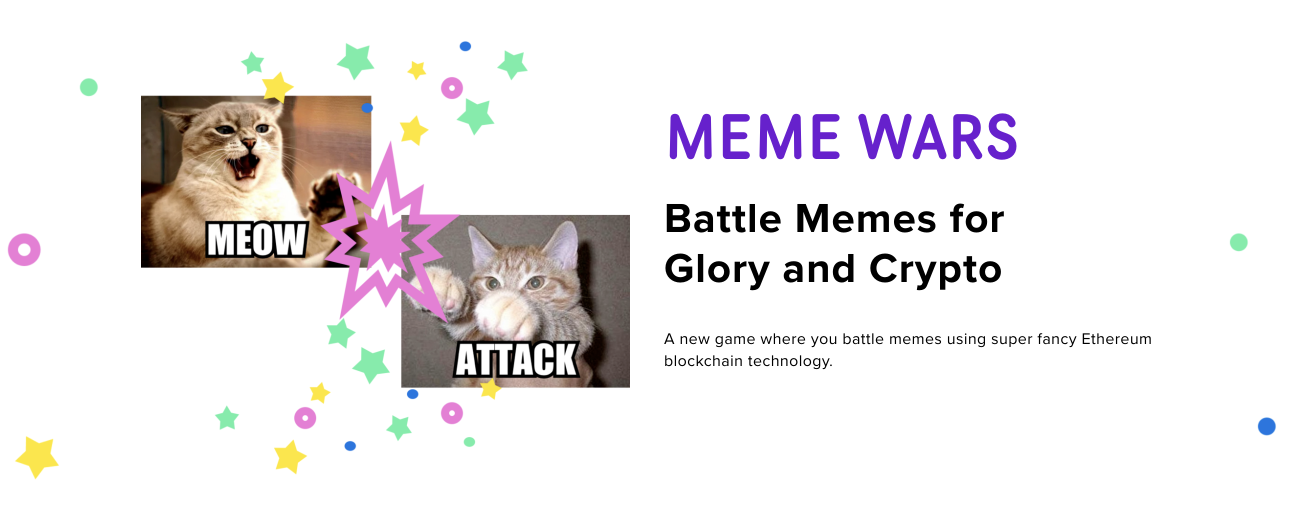 MEOW
ATTACK
MEME WARS
Battle Memes for
Glory and Crypto
A new game where you battle memes using super fancy Ethereum
blockchain technology.